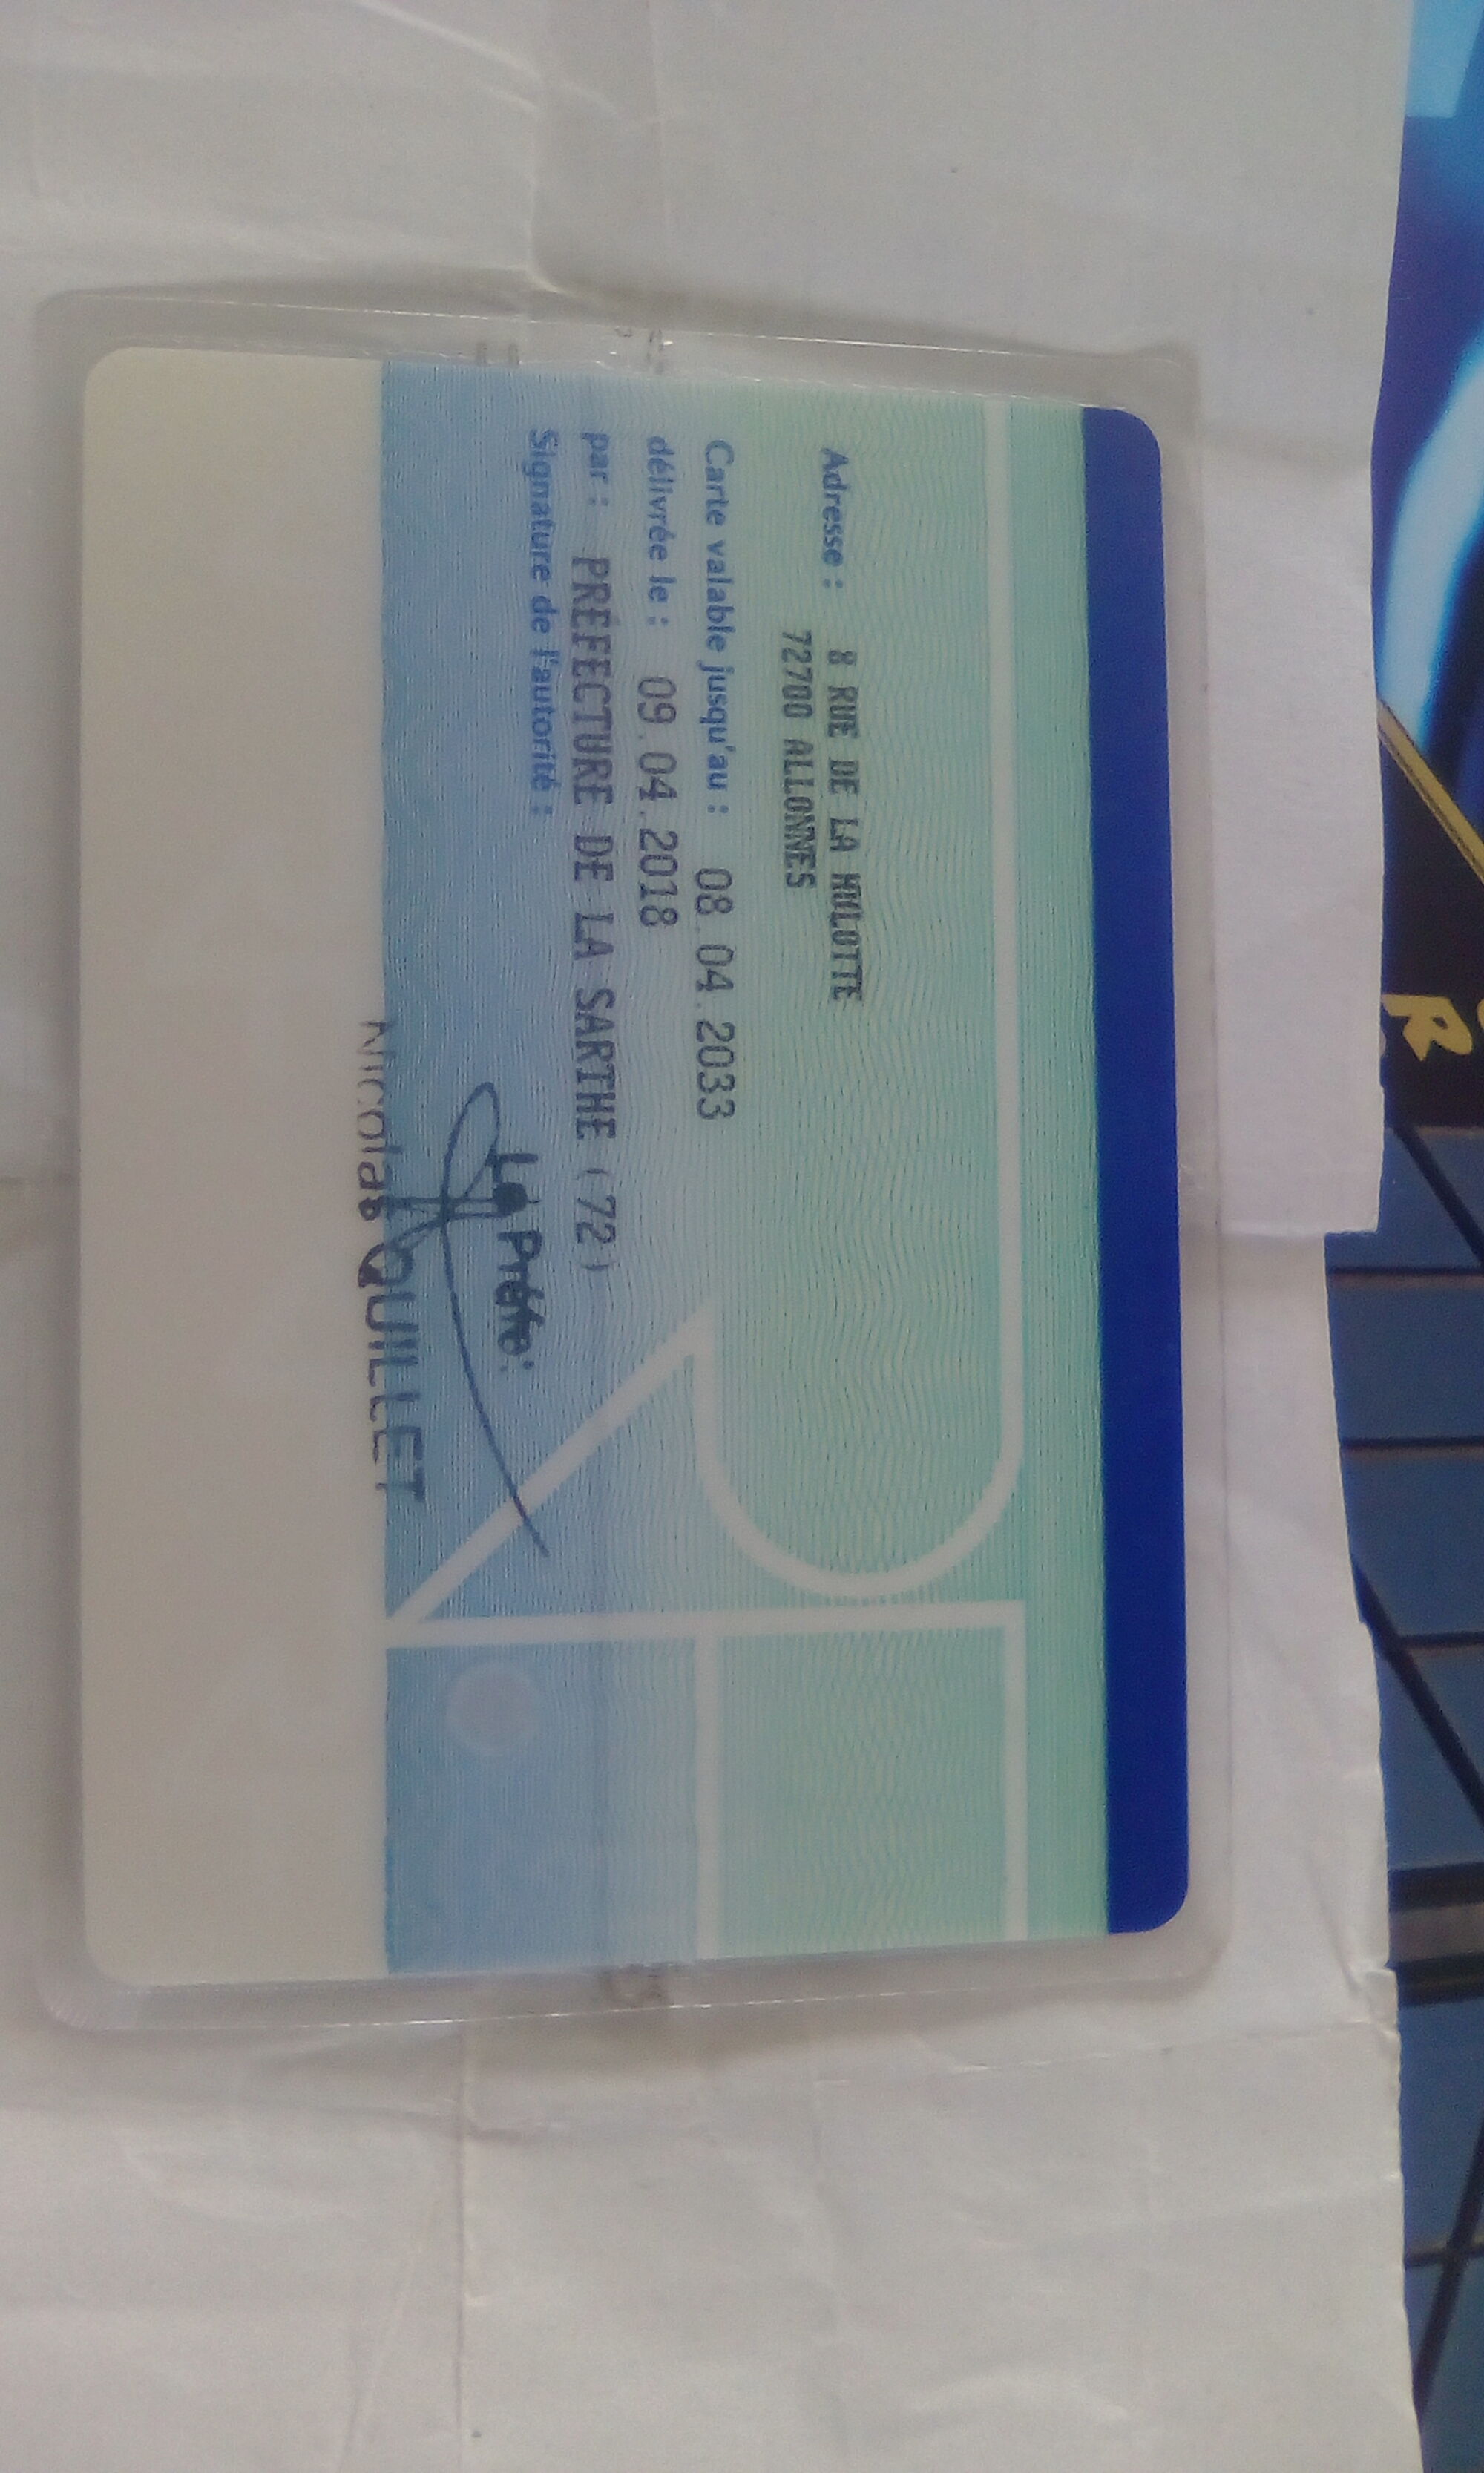 Adresse : 8 RUE DE LA HULOTTE
72700 ALLONNES
Carte valable jusqu'au : 08.04.2033
délivrée le : 09.04.2018
par : PRÉFECTURE DE LA SARTHE (72)
Signature de l'autorité :
Le Préfet:
Nicolas QUILLET
R